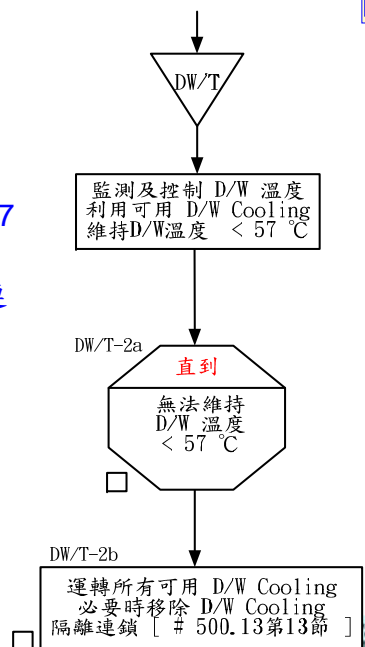 DW/T
監測及控制 D/W 溫度
利用可用 D/W Cooling
維持D/W溫度 < 57 ℃
7
DW/T-2a
直到
無法維持
D/W 溫度
< 57 ℃
DW/T-2b
運轉所有可用 D/W Cooling
必要時移除 D/W Cooling
隔離連鎖 [ # 500.13第13節 ]